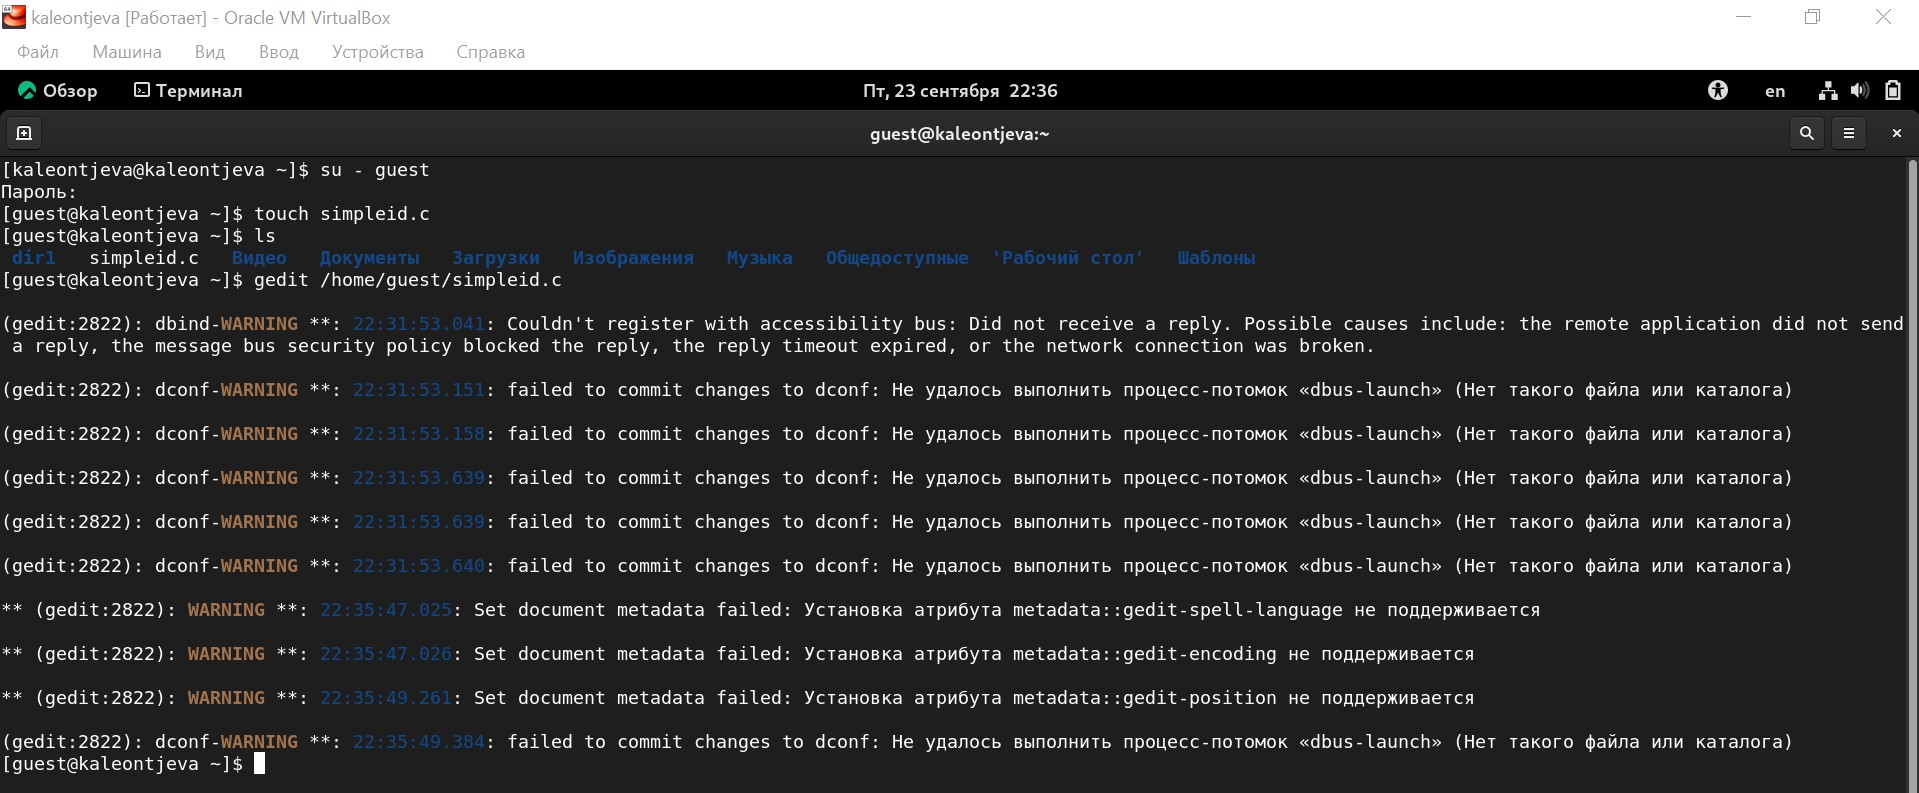 64
kaleontjeva [Работает] - Oracle VM VirtualBox
Файл Машина Вид Ввод Устройства Справка
Обзор Терминал Пт, 23 сентября 22:36 en
guest@kaleontjeva:~
[kaleontjeva@kaleontjeva ~]$ su - guest
Пароль:
[guest@kaleontjeva ~]$ touch simpleid.c
[guest@kaleontjeva ~]$ ls
dir1 simpleid.c Видео Документы Загрузки Изображения Музыка Общедоступные 'Рабочий стол' Шаблоны
[guest@kaleontjeva ~]$ gedit /home/guest/simpleid.c
(gedit:2822): dbind-WARNING **: 22:31:53.041: Couldn't register with accessibility bus: Did not receive a reply. Possible causes include: the remote application did not send
a reply, the message bus security policy blocked the reply, the reply timeout expired, or the network connection was broken.
(gedit:2822): dconf-WARNING **: 22:31:53.151: failed to commit changes to dconf: Не удалось выполнить процесс-потомок «dbus-launch» (Нет такого файла или каталога)
(gedit:2822): dconf-WARNING **: 22:31:53.158: failed to commit changes to dconf: Не удалось выполнить процесс-потомок «dbus-launch» (Нет такого файла или каталога)
(gedit:2822): dconf-WARNING **: 22:31:53.639: failed to commit changes to dconf: Не удалось выполнить процесс-потомок «dbus-launch» (Нет такого файла или каталога)
(gedit:2822): dconf-WARNING **: 22:31:53.639: failed to commit changes to dconf: Не удалось выполнить процесс-потомок «dbus-launch» (Нет такого файла или каталога)
(gedit:2822): dconf-WARNING **: 22:31:53.640: failed to commit changes to dconf: Не удалось выполнить процесс-потомок «dbus-launch» (Нет такого файла или каталога)
** (gedit:2822): WARNING **: 22:35:47.025: Set document metadata failed: Установка атрибута metadata::gedit-spell-language не поддерживается
** (gedit:2822): WARNING **: 22:35:47.026: Set document metadata failed: Установка атрибута metadata::gedit-encoding не поддерживается
** (gedit:2822): WARNING **: 22:35:49.261: Set document metadata failed: Установка атрибута metadata::gedit-position не поддерживается
(gedit:2822): dconf-WARNING **: 22:35:49.384: failed to commit changes to dconf: Не удалось выполнить процесс-потомок «dbus-launch» (Нет такого файла или каталога)
[guest@kaleontjeva ~]$